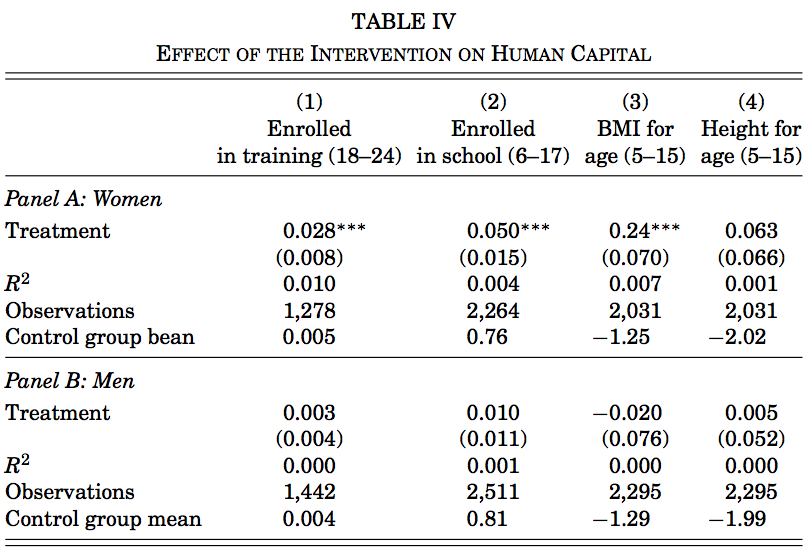 TABLE IV
EFFECT OF THE INTERVENTION ON HUMAN CAPITAL
(1) (2) (3) (4)
Enrolled Enrolled BMI for Height for
in training (18–24) in school (6–17) age (5–15) age (5–15)
Panel A: Women
Treatment 0.028*** 0.050*** 0.24*** 0.063
(0.008) (0.015) (0.070) (0.066)
R² 0.010 0.004 0.007 0.001
Observations 1,278 2,264 2,031 2,031
Control group bean 0.005 0.76 −1.25 −2.02
Panel B: Men
Treatment 0.003 0.010 −0.020 0.005
(0.004) (0.011) (0.076) (0.052)
R² 0.000 0.001 0.000 0.000
Observations 1,442 2,511 2,295 2,295
Control group mean 0.004 0.81 −1.29 −1.99